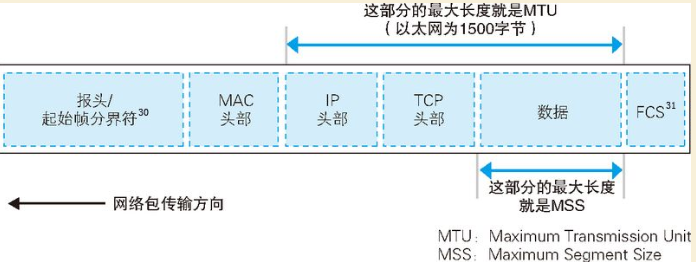 这部分的最大长度就是MTU
（以太网为1500字节）
报头/
起始帧分界符30
MAC
头部
IP
头部
TCP
头部
数据
FCS31
这部分的最大长度
就是MSS
网络包传输方向
MTU：Maximum Transmission Unit
MSS：Maximum Segment Size